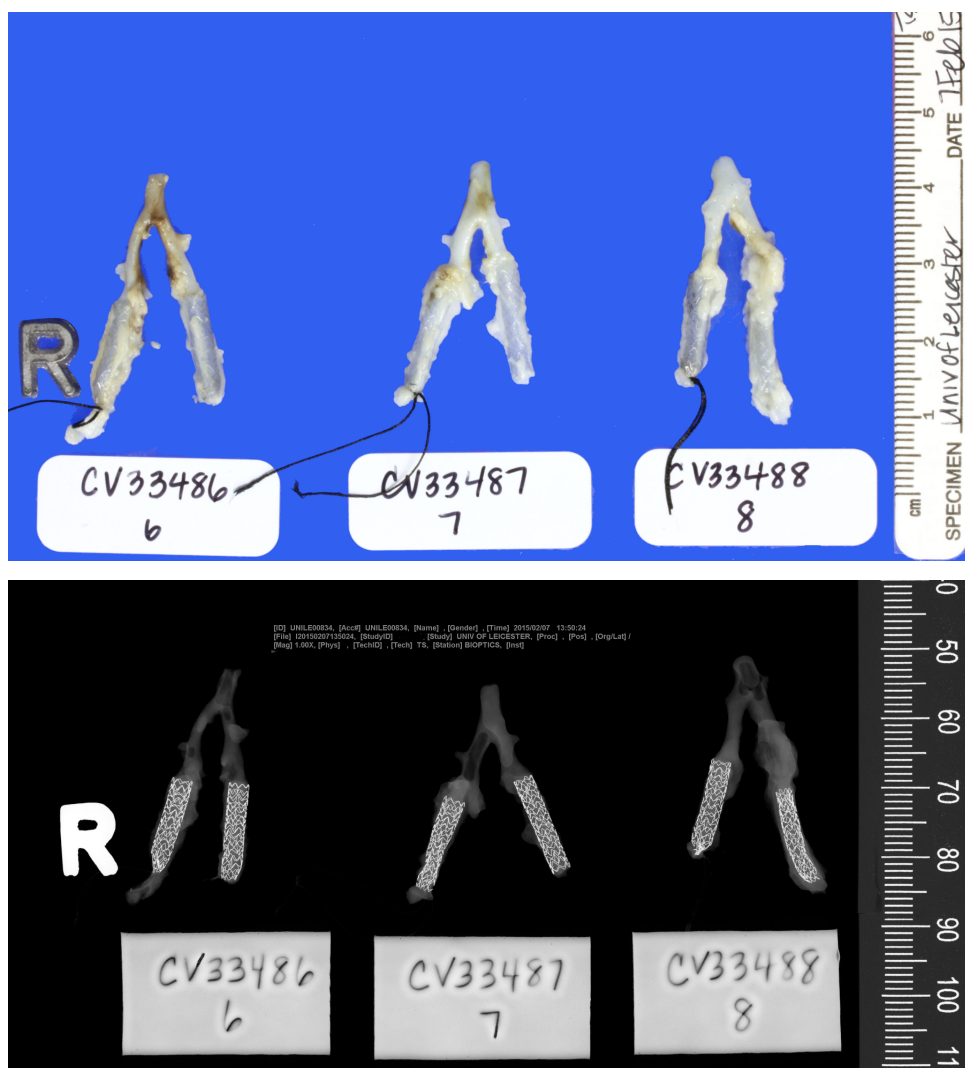 R
CV33486
6
CV33487
7
CV33488
8
6
5
4
3
2
1
cm
SPECIMEN Univ of Leicester DATE 7Feb15
[ID] UNILE00834, [Acc#] UNILE00834, [Name] , [Gender] , [Time] 2015/02/07 13:50:24
[File] I20150207135024, [StudyID] [Study] UNIV OF LEICESTER, [Proc] , [Pos] , [Org/Lat] /
[Mag] 1.00X, [Phys] , [TechID] , [Tech] TS, [Station] BIOPTICS, [Inst]
R
CV33486
6
CV33487
7
CV33488
8
50
60
70
80
90
100